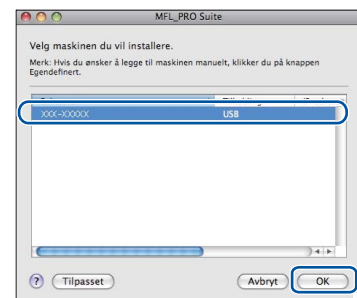 MFL_PRO Suite
Velg maskinen du vil installere.
Merk: Hvis du ønsker å legge til maskinen manuelt, klikker du på knappen
Egendefinert.
XXX-XXXXX USB
? Tilpasset Avbryt OK